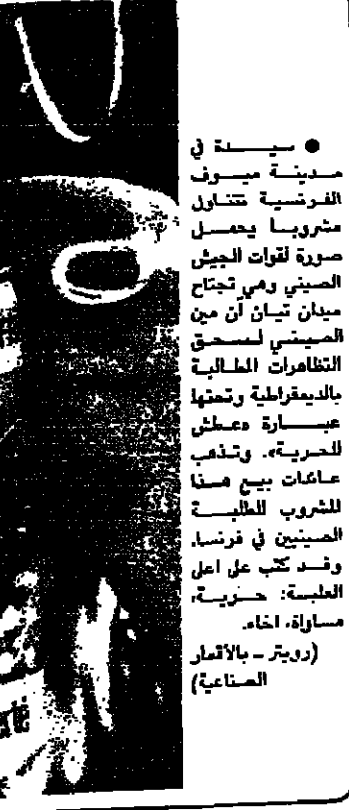 ● سيدة في
مدينة ميوف
الفرنسية تتناول
مشروبا يحمل
صورة لقوات الجيش
الصيني وهي تجتاح
ميدان تيان آن مين
الصيني لسحق
التظاهرات المطالبة
بالديمقراطية وتحتها
عبارة «عطش
للحرية». وتذهب
عائدات بيع هذا
المشروب للطلبة
الصينيين في فرنسا.
وقد كتب على اعلى
العلبة: حرية،
مساواة، اخاء.
(رويتر - بالأقمار
الصناعية)